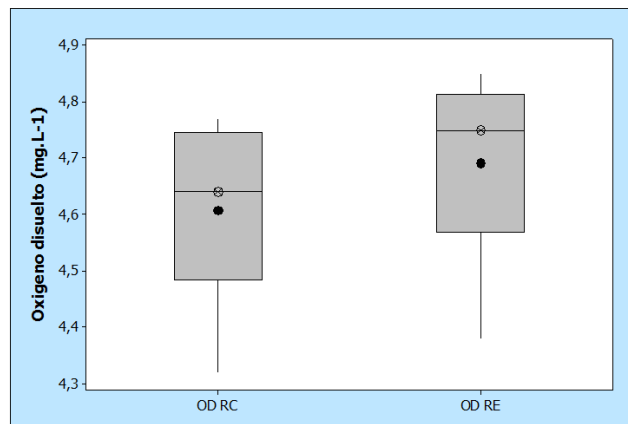 Oxigeno disuelto (mg.L-1)
4,9
4,8
4,7
4,6
4,5
4,4
4,3
OD RC
OD RE